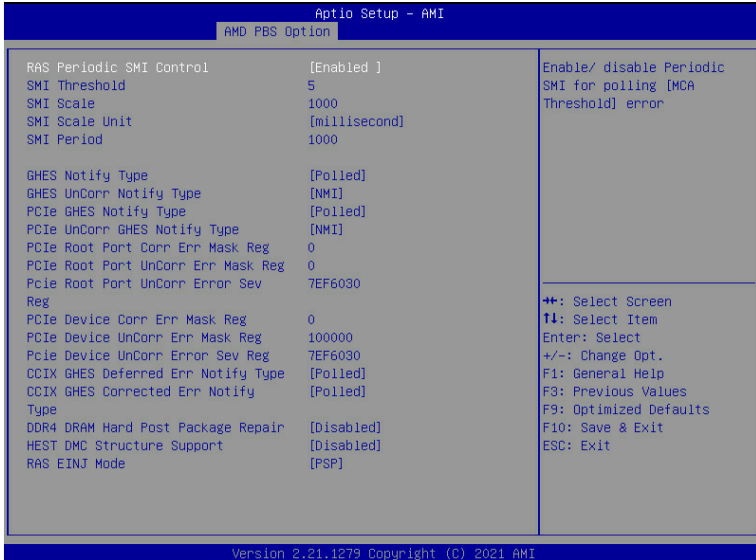 Aptio Setup – AMI
AMD PBS Option
RAS Periodic SMI Control [Enabled ]
SMI Threshold 5
SMI Scale 1000
SMI Scale Unit [millisecond]
SMI Period 1000
GHES Notify Type [Polled]
GHES UnCorr Notify Type [NMI]
PCIe GHES Notify Type [Polled]
PCIe UnCorr GHES Notify Type [NMI]
PCIe Root Port Corr Err Mask Reg 0
PCIe Root Port UnCorr Err Mask Reg 0
Pcie Root Port UnCorr Error Sev 7EF6030
Reg
PCIe Device Corr Err Mask Reg 0
PCIe Device UnCorr Err Mask Reg 100000
Pcie Device UnCorr Error Sev Reg 7EF6030
CCIX GHES Deferred Err Notify Type [Polled]
CCIX GHES Corrected Err Notify [Polled]
Type
DDR4 DRAM Hard Post Package Repair [Disabled]
HEST DMC Structure Support [Disabled]
RAS EINJ Mode [PSP]
Enable/ disable Periodic
SMI for polling [MCA
Threshold] error
→←: Select Screen
↑↓: Select Item
Enter: Select
+/-: Change Opt.
F1: General Help
F3: Previous Values
F9: Optimized Defaults
F10: Save & Exit
ESC: Exit
Version 2.21.1279 Copyright (C) 2021 AMI